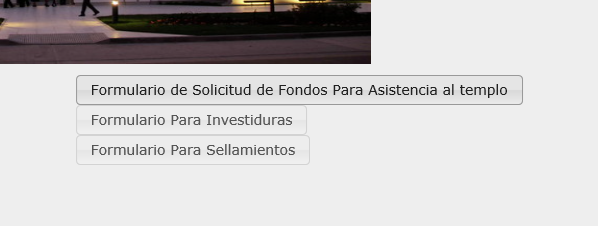 Formulario de Solicitud de Fondos Para Asistencia al templo
Formulario Para Investiduras
Formulario Para Sellamientos